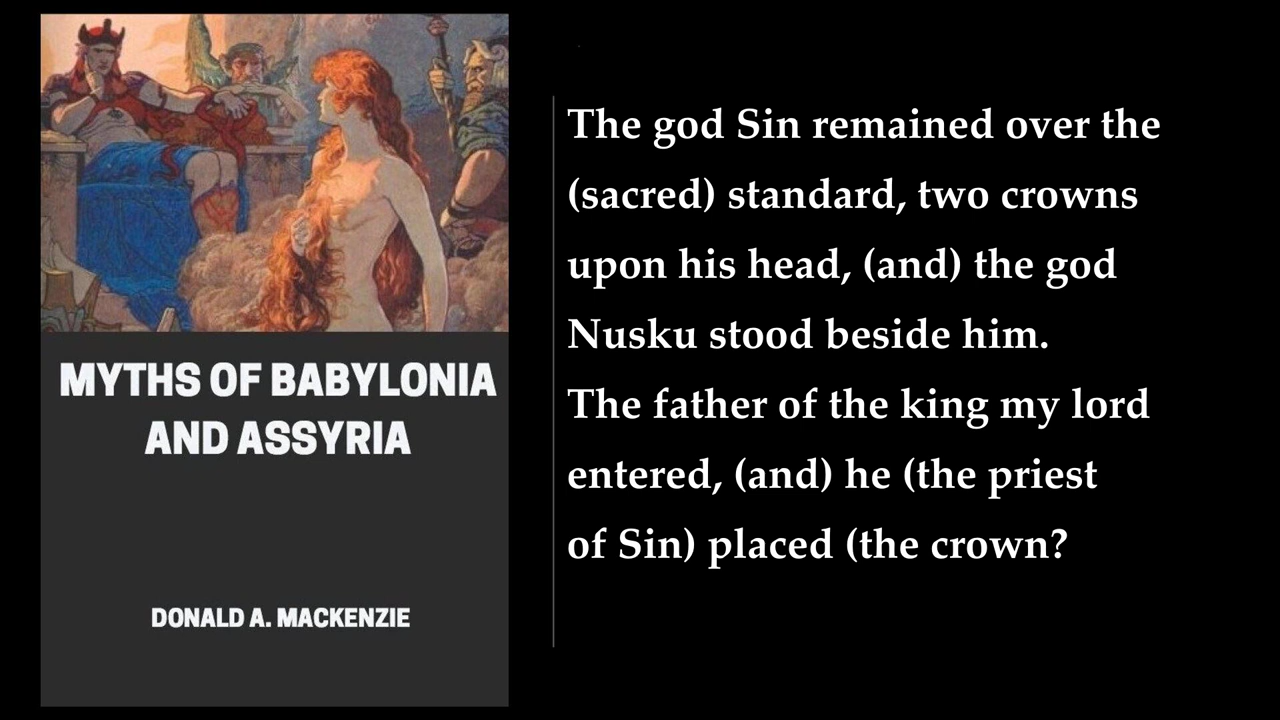 MYTHS OF BABYLONIA
AND ASSYRIA
DONALD A. MACKENZIE
The god Sin remained over the
(sacred) standard, two crowns
upon his head, (and) the god
Nusku stood beside him.
The father of the king my lord
entered, (and) he (the priest
of Sin) placed (the crown?